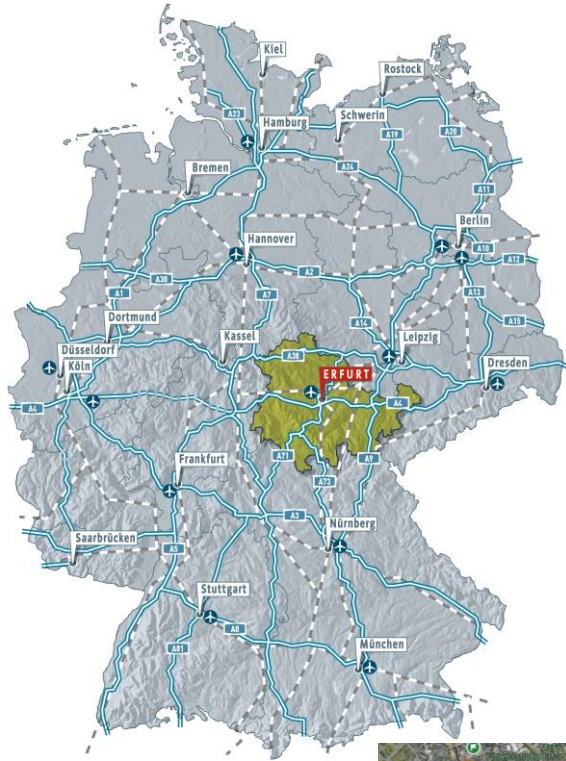 Kiel
Rostock
A23
Schwerin
A20
Hamburg
A19
A24
Bremen
A11
Berlin
Hannover
A10
A30
A2
A12
A1
A7
A13
Dortmund
A14
A15
Kassel
Leipzig
Düsseldorf
A38
Dresden
Köln
ERFURT
A4
A4
A71
A9
Frankfurt
A73
A3
Nürnberg
Saarbrücken
A5
Stuttgart
A8
A81
München